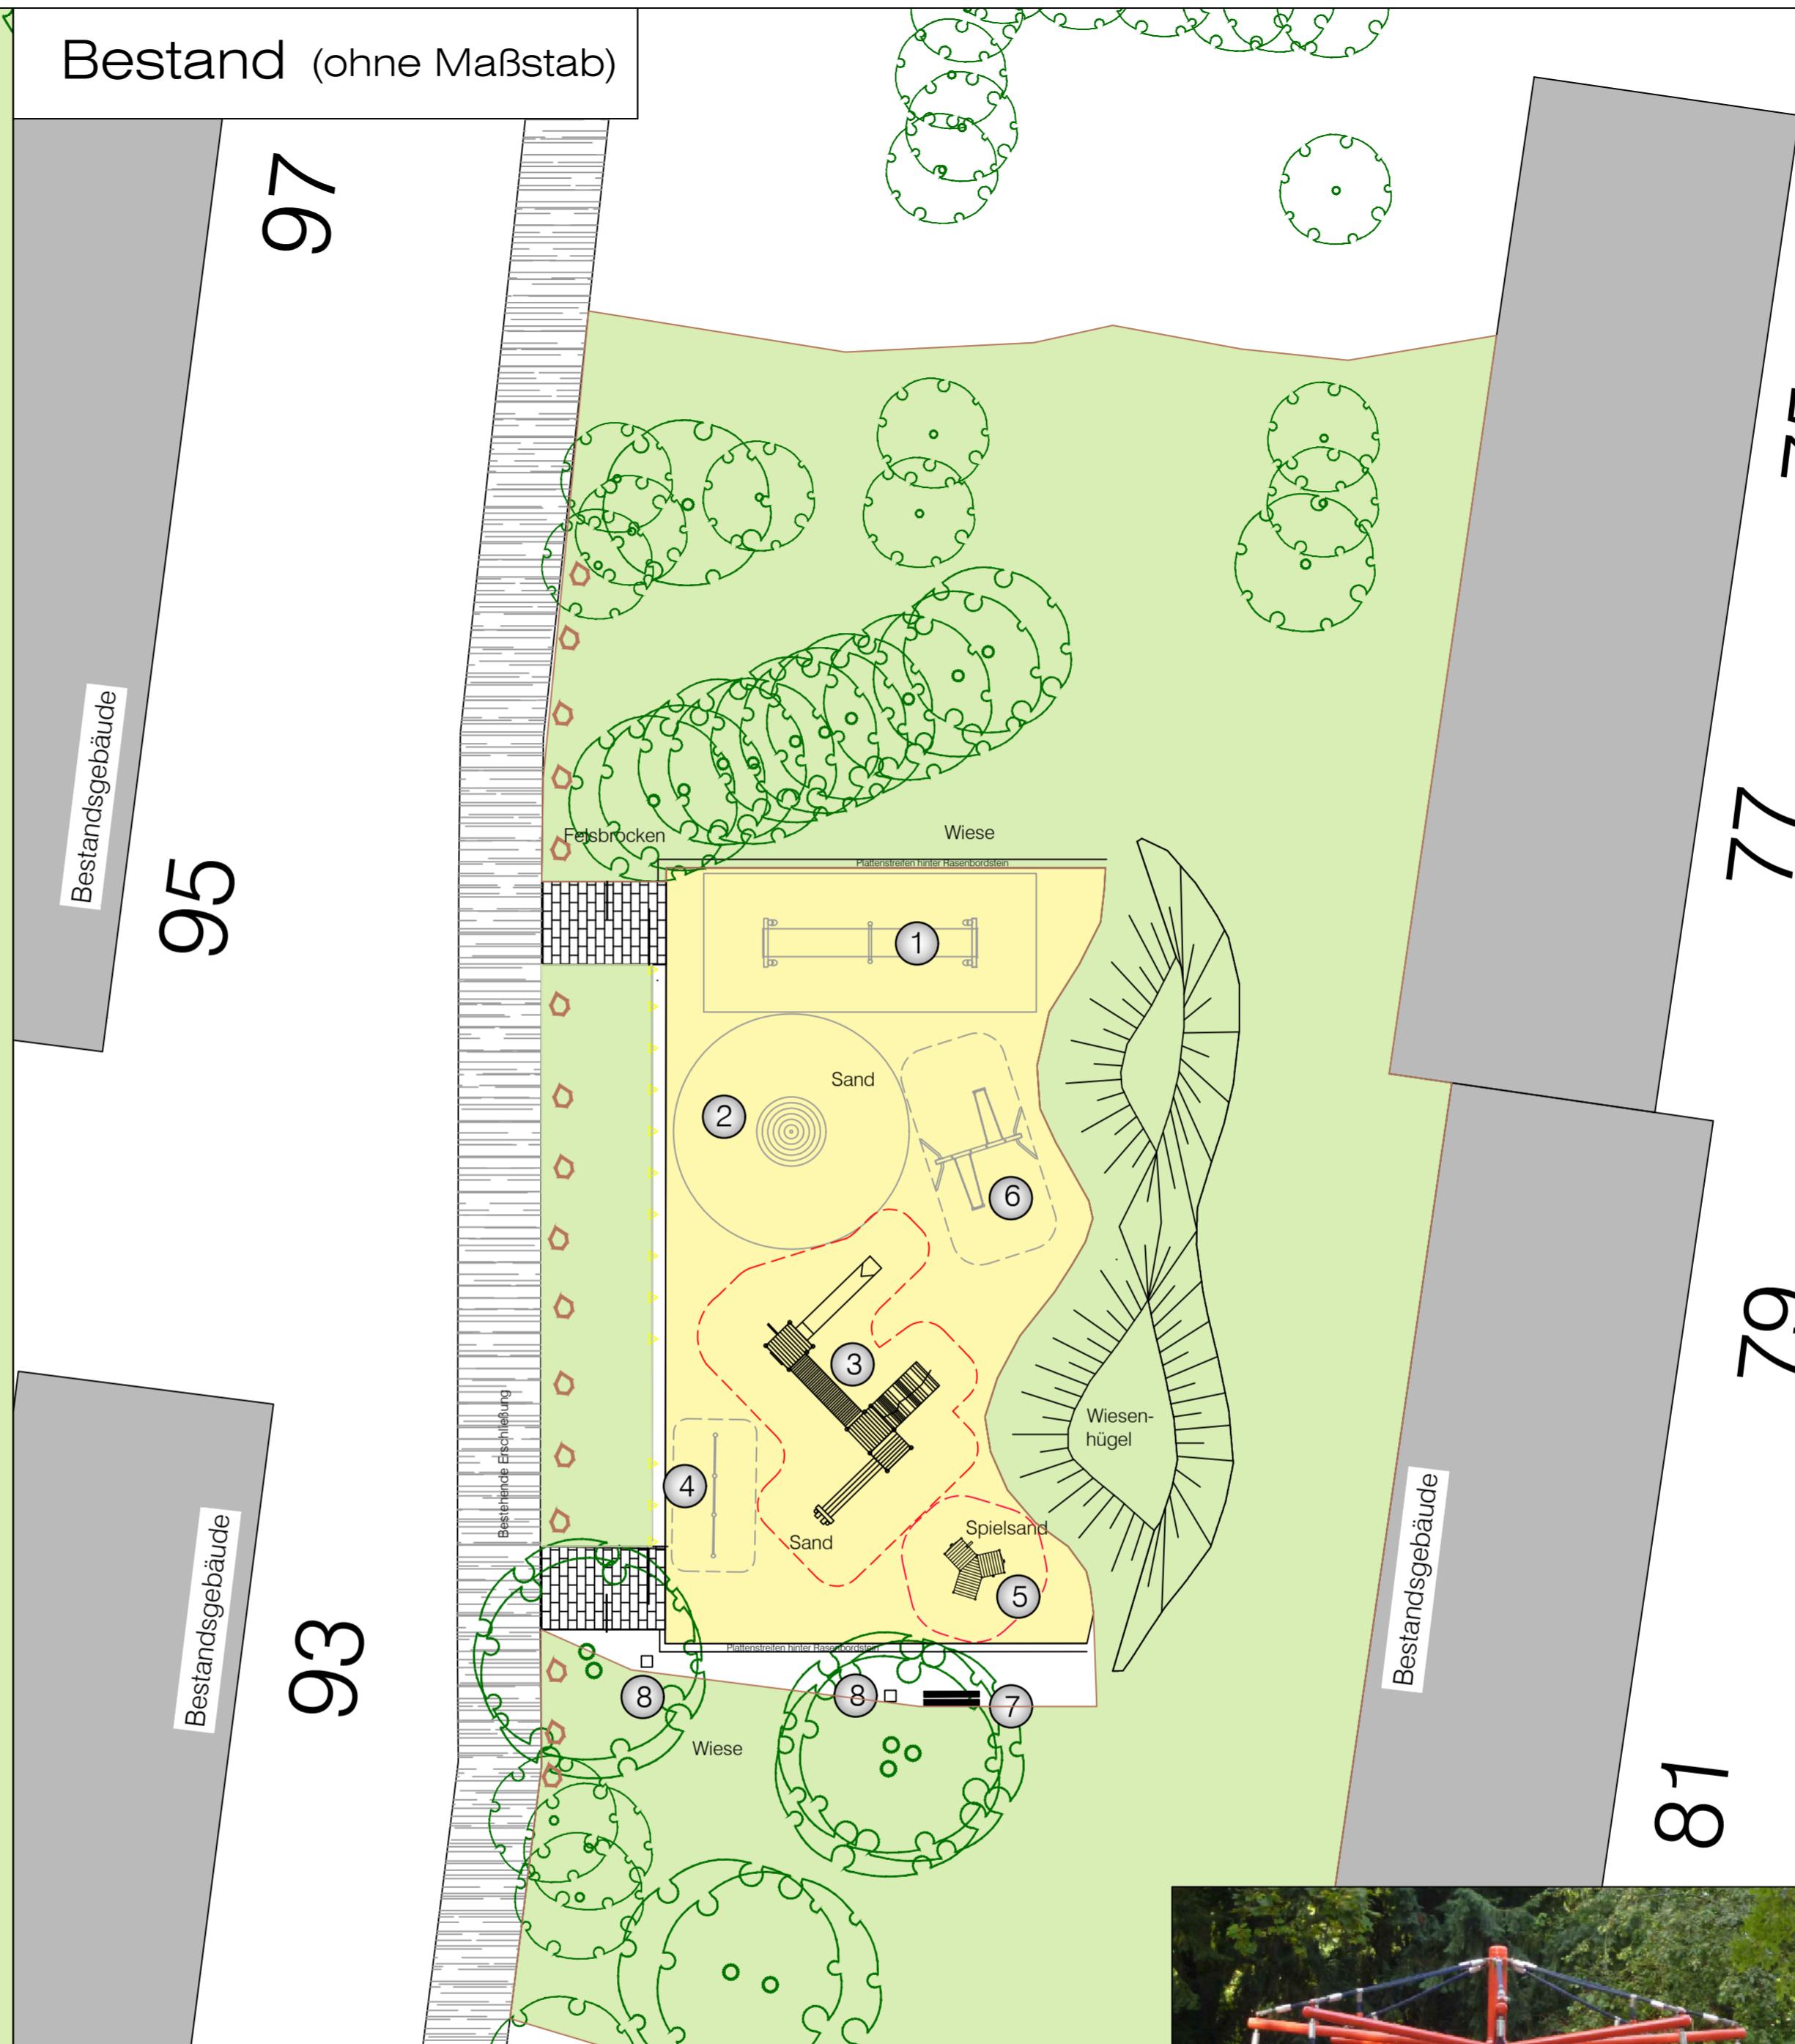 Bestand (ohne Maßstab)
97
75
Bestandsgebäude
95
77
Felsbrocken
Wiese
Plattenstreifen hinter Rasenbordstein
1
Sand
2
6
79
3
Bestehende Erschließung
Wiesen-
hügel
4
Sand
Spielsand
5
Bestandsgebäude
Bestandsgebäude
93
Plattenstreifen hinter Rasenbordstein
8
8
7
Wiese
81